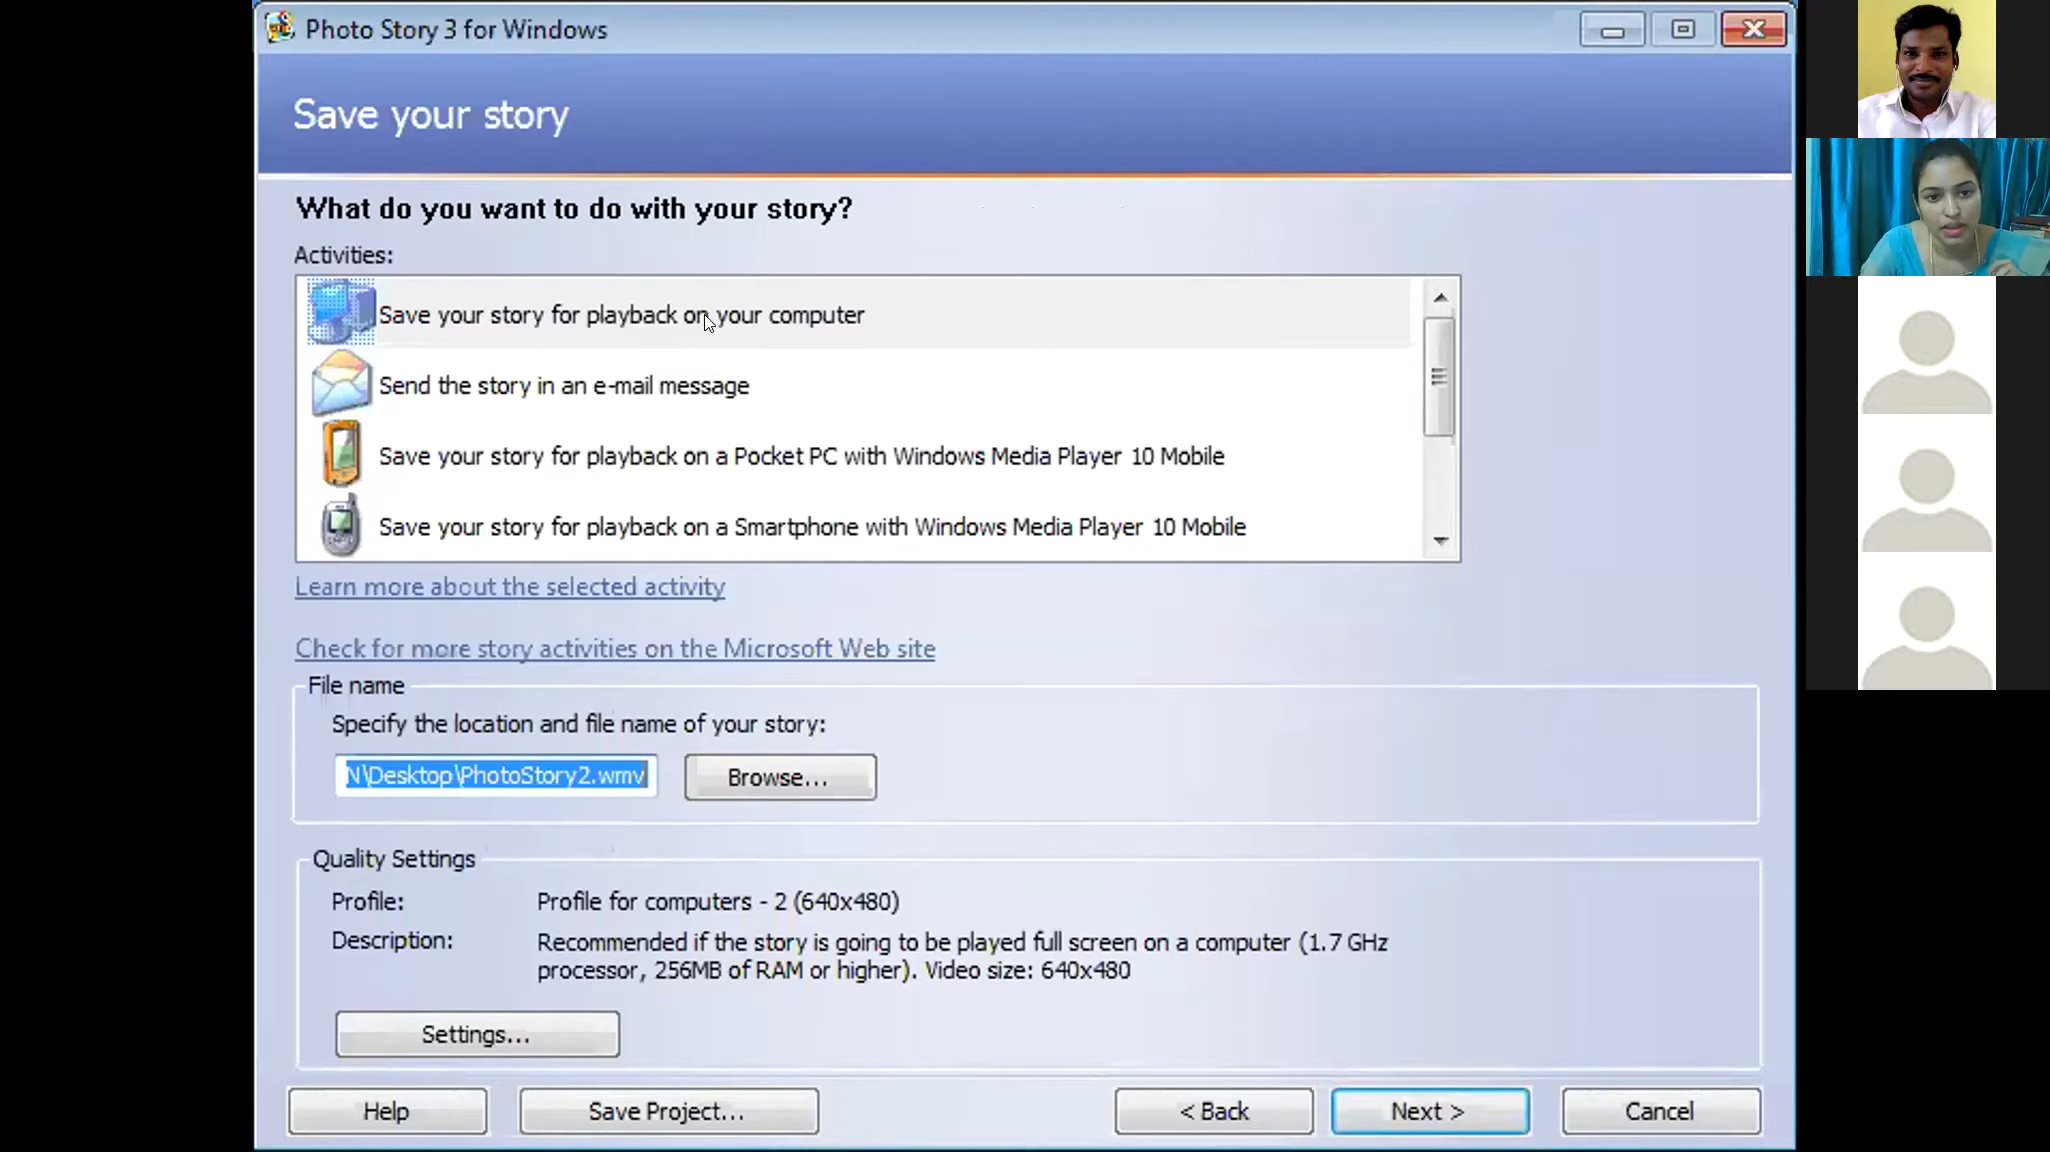 Photo Story 3 for Windows
Save your story
What do you want to do with your story?
Activities:
Save your story for playback on your computer
Send the story in an e-mail message
Save your story for playback on a Pocket PC with Windows Media Player 10 Mobile
Save your story for playback on a Smartphone with Windows Media Player 10 Mobile
Learn more about the selected activity
Check for more story activities on the Microsoft Web site
File name
Specify the location and file name of your story:
N\Desktop\PhotoStory2.wmv
Browse...
Quality Settings
Profile: Profile for computers - 2 (640x480)
Description: Recommended if the story is going to be played full screen on a computer (1.7 GHz
processor, 256MB of RAM or higher). Video size: 640x480
Settings...
Help Save Project... < Back Next > Cancel